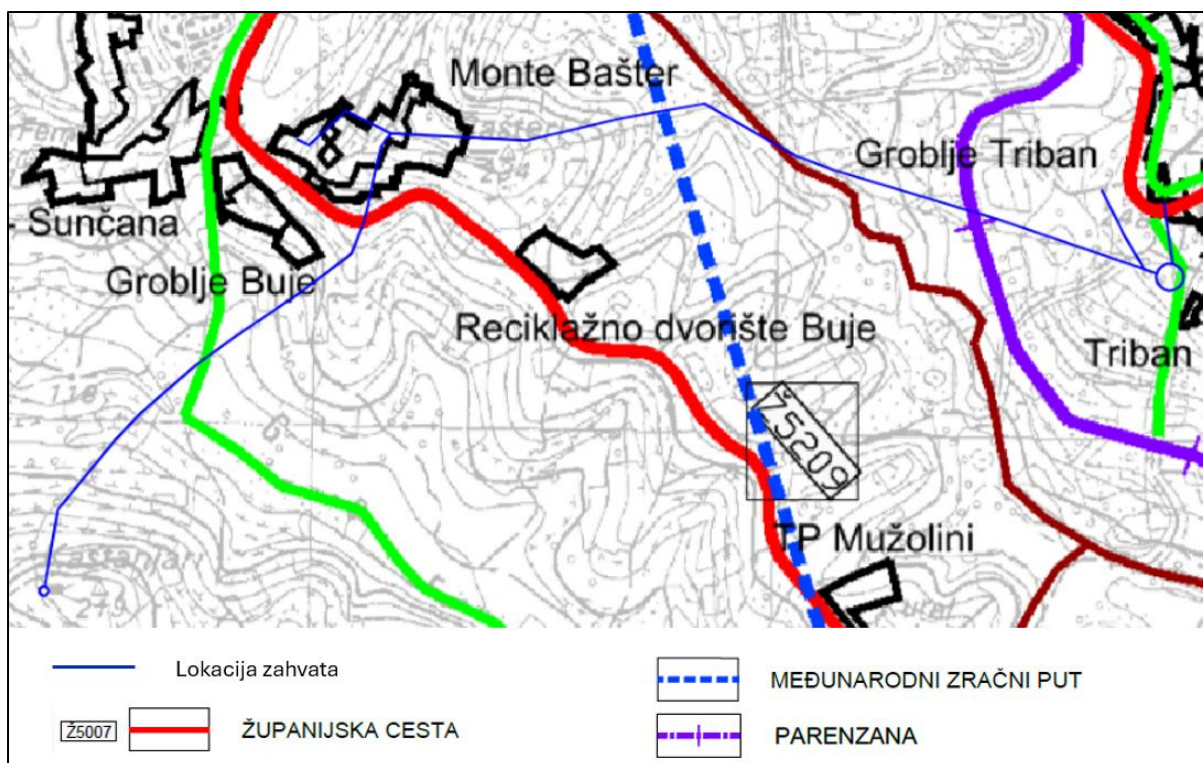 Monte Bašter
Groblje Triban
- Sunčana
Groblje Buje
Reciklažno dvorište Buje
Triban
Ž5209
TP Mužolini
Lokacija zahvata
MEĐUNARODNI ZRAČNI PUT
Ž5007
ŽUPANIJSKA CESTA
PARENZANA